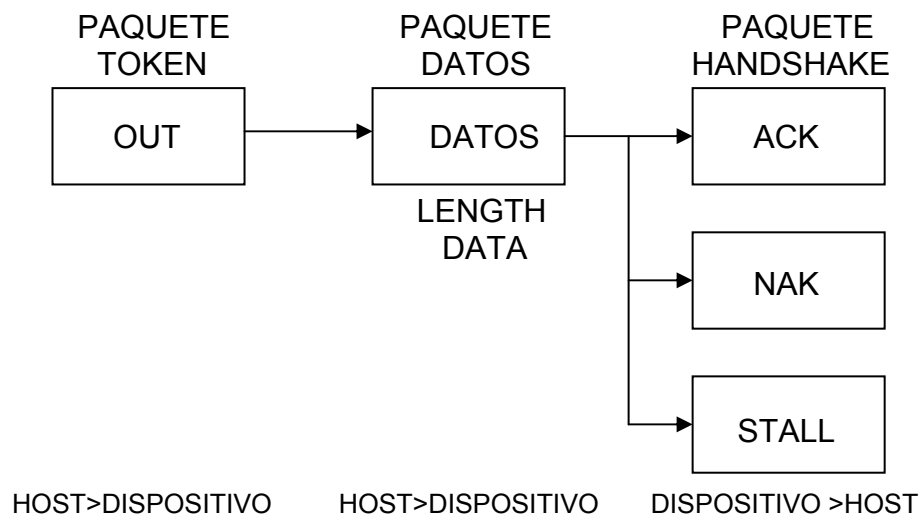 PAQUETE
TOKEN
PAQUETE
DATOS
PAQUETE
HANDSHAKE
OUT
DATOS
ACK
LENGTH
DATA
NAK
STALL
HOST>DISPOSITIVO
HOST>DISPOSITIVO
DISPOSITIVO >HOST